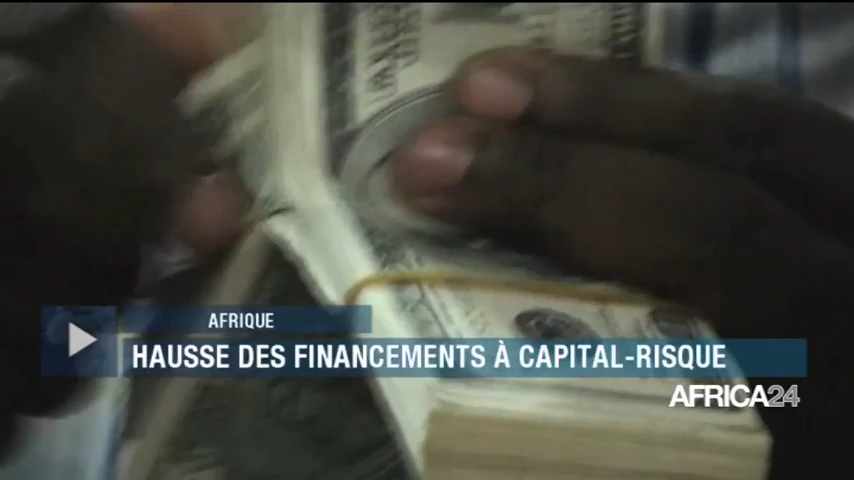 AFRIQUE
HAUSSE DES FINANCEMENTS À CAPITAL-RISQUE
AFRICA24